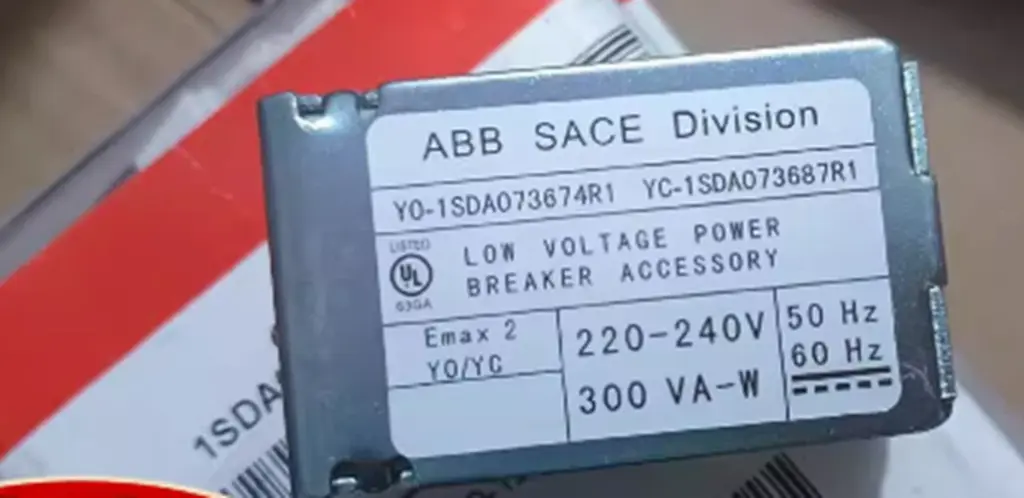 ABB SACE Division
YO-1SDA073674R1 YC-1SDA073687R1
LISTED
UL
63GA
LOW VOLTAGE POWER
BREAKER ACCESSORY
Emax 2
YO/YC
220-240V
300 VA-W
50 Hz
60 Hz
1SDA